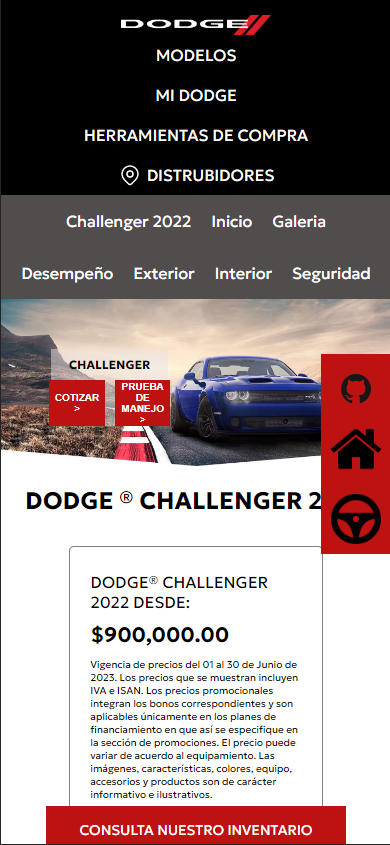 DODGE
MODELOS
MI DODGE
HERRAMIENTAS DE COMPRA
DISTRUBIDORES
Challenger 2022 Inicio Galeria
Desempeño Exterior Interior Seguridad
CHALLENGER
COTIZAR
>
PRUEBA
DE
MANEJO
>
DODGE ® CHALLENGER 2
DODGE® CHALLENGER
2022 DESDE:
$900,000.00
Vigencia de precios del 01 al 30 de Junio de
2023. Los precios que se muestran incluyen
IVA e ISAN. Los precios promocionales
integran los bonos correspondientes y son
aplicables únicamente en los planes de
financiamiento en que así se especifique en
la sección de promociones. El precio puede
variar de acuerdo al equipamiento. Las
imágenes, características, colores, equipo,
accesorios y productos son de carácter
informativo e ilustrativos.
CONSULTA NUESTRO INVENTARIO